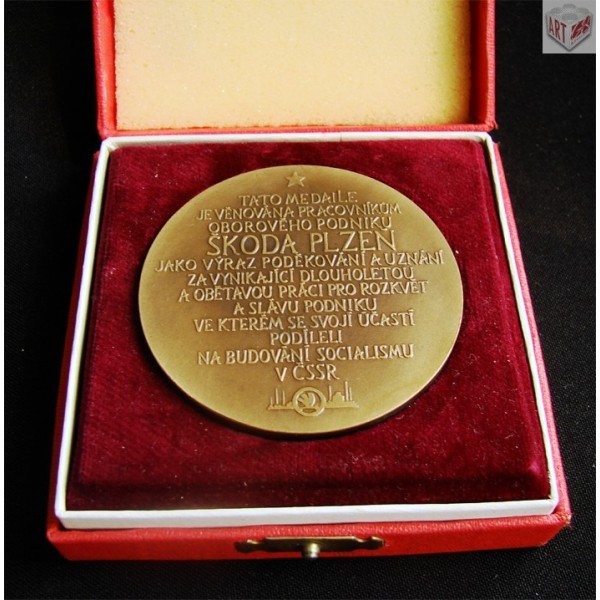 ART
TATO MEDAILE
JE VĚNOVÁNA PRACOVNÍKŮM
OBOROVÉHO PODNIKU
ŠKODA PLZEŇ
JAKO VÝRAZ PODĚKOVÁNÍ A UZNÁNÍ
ZA VYNIKAJÍCÍ DLOUHOLETOU
A OBĚTAVOU PRÁCI PRO ROZKVĚT
A SLÁVU PODNIKU
VE KTERÉM SE SVOJÍ ÚČASTÍ
PODÍLELI
NA BUDOVÁNÍ SOCIALISMU
V ČSSR